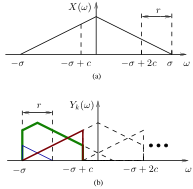 X(ω)
r
−σ −σ + c −σ + 2c σ ω
(a)
r Y_k(ω)
−σ −σ + c −σ + 2c ω
(b)